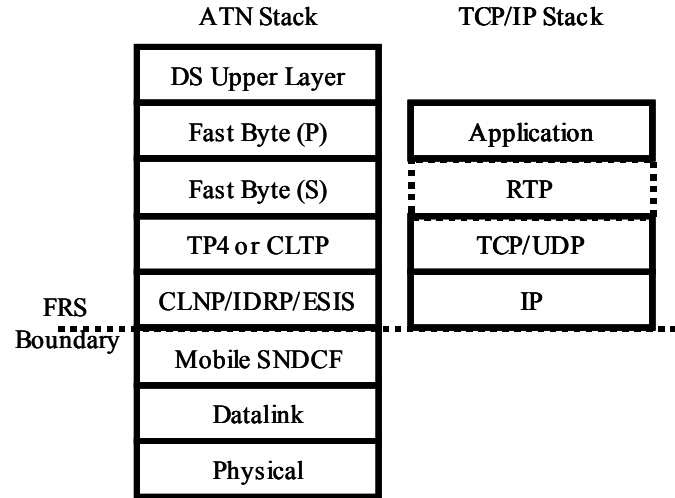 ATN Stack
TCP/IP Stack
DS Upper Layer
Fast Byte (P)
Application
Fast Byte (S)
RTP
TP4 or CLTP
TCP/UDP
CLNP/IDRP/ESIS
IP
FRS
Boundary
Mobile SNDCF
Datalink
Physical